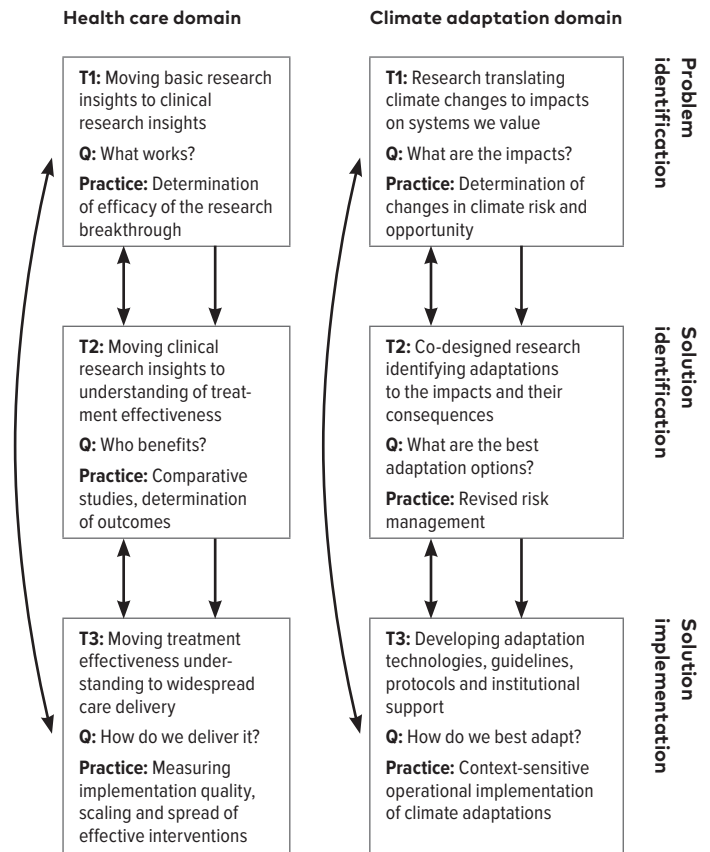 Health care domain
Climate adaptation domain
T1: Moving basic research
insights to clinical
research insights
Q: What works?
Practice: Determination
of efficacy of the research
breakthrough
T1: Research translating
climate changes to impacts
on systems we value
Q: What are the impacts?
Practice: Determination of
changes in climate risk and
opportunity
Problem
identification
T2: Moving clinical
research insights to
understanding of treat-
ment effectiveness
Q: Who benefits?
Practice: Comparative
studies, determination
of outcomes
T2: Co-designed research
identifying adaptations
to the impacts and their
consequences
Q: What are the best
adaptation options?
Practice: Revised risk
management
Solution
identification
T3: Moving treatment
effectiveness under-
standing to widespread
care delivery
Q: How do we deliver it?
Practice: Measuring
implementation quality,
scaling and spread of
effective interventions
T3: Developing adaptation
technologies, guidelines,
protocols and institutional
support
Q: How do we best adapt?
Practice: Context-sensitive
operational implementation
of climate adaptations
Solution
implementation